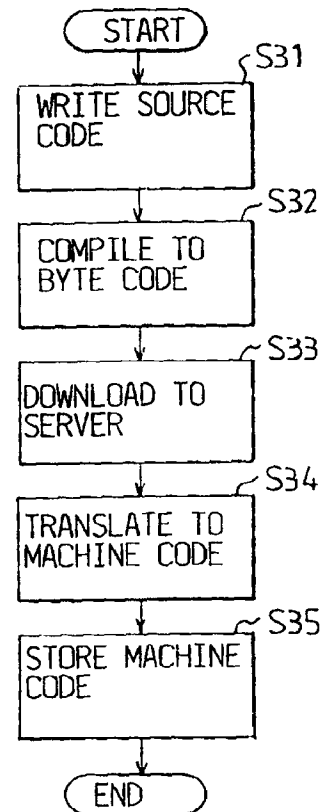 START
S31
WRITE SOURCE
CODE
S32
COMPILE TO
BYTE CODE
S33
DOWNLOAD TO
SERVER
S34
TRANSLATE TO
MACHINE CODE
S35
STORE MACHINE
CODE
END